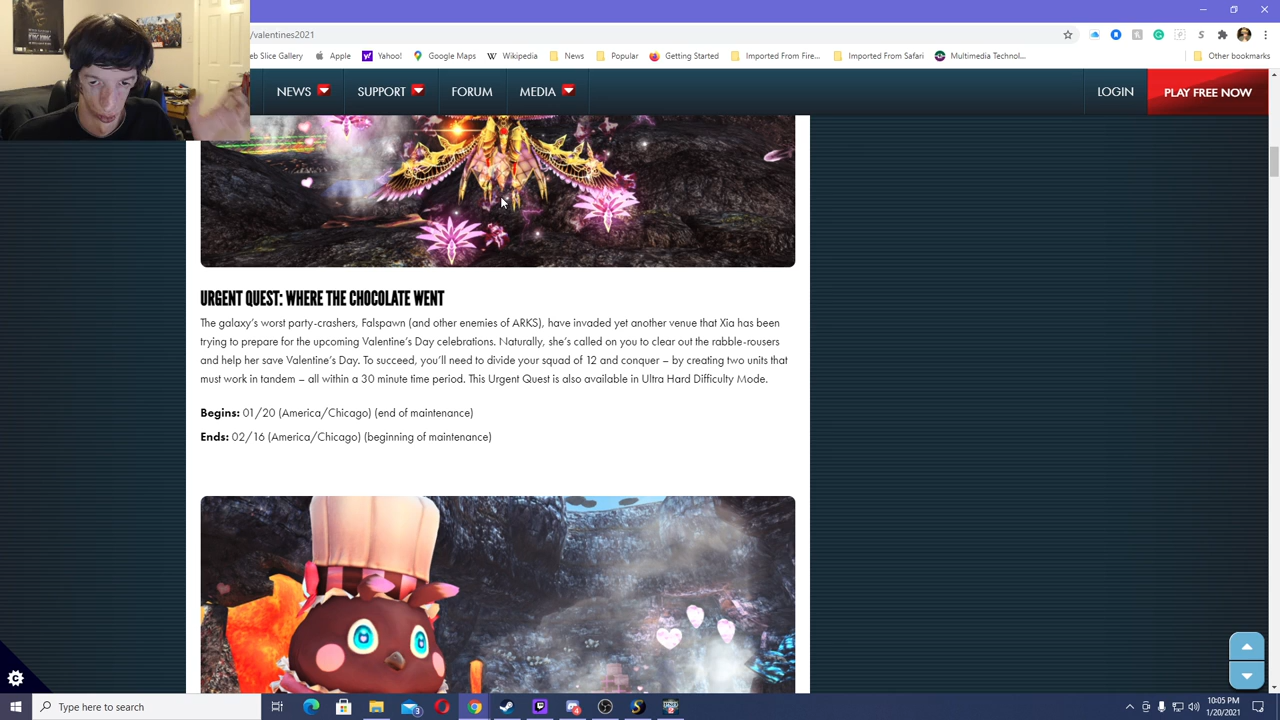 /valentines2021
eb Slice Gallery
Apple
Yahoo!
Google Maps
Wikipedia
News
Popular
Getting Started
Imported From Fire...
Imported From Safari
Multimedia Technol...
Other bookmarks
NEWS
SUPPORT
FORUM
MEDIA
LOGIN
PLAY FREE NOW
URGENT QUEST: WHERE THE CHOCOLATE WENT
The galaxy's worst party-crashers, Falspawn (and other enemies of ARKS), have invaded yet another venue that Xia has been
trying to prepare for the upcoming Valentine's Day celebrations. Naturally, she's called on you to clear out the rabble-rousers
and help her save Valentine's Day. To succeed, you'll need to divide your squad of 12 and conquer – by creating two units that
must work in tandem – all within a 30 minute time period. This Urgent Quest is also available in Ultra Hard Difficulty Mode.
Begins: 01/20 (America/Chicago) (end of maintenance)
Ends: 02/16 (America/Chicago) (beginning of maintenance)
Type here to search
10:05 PM
1/20/2021